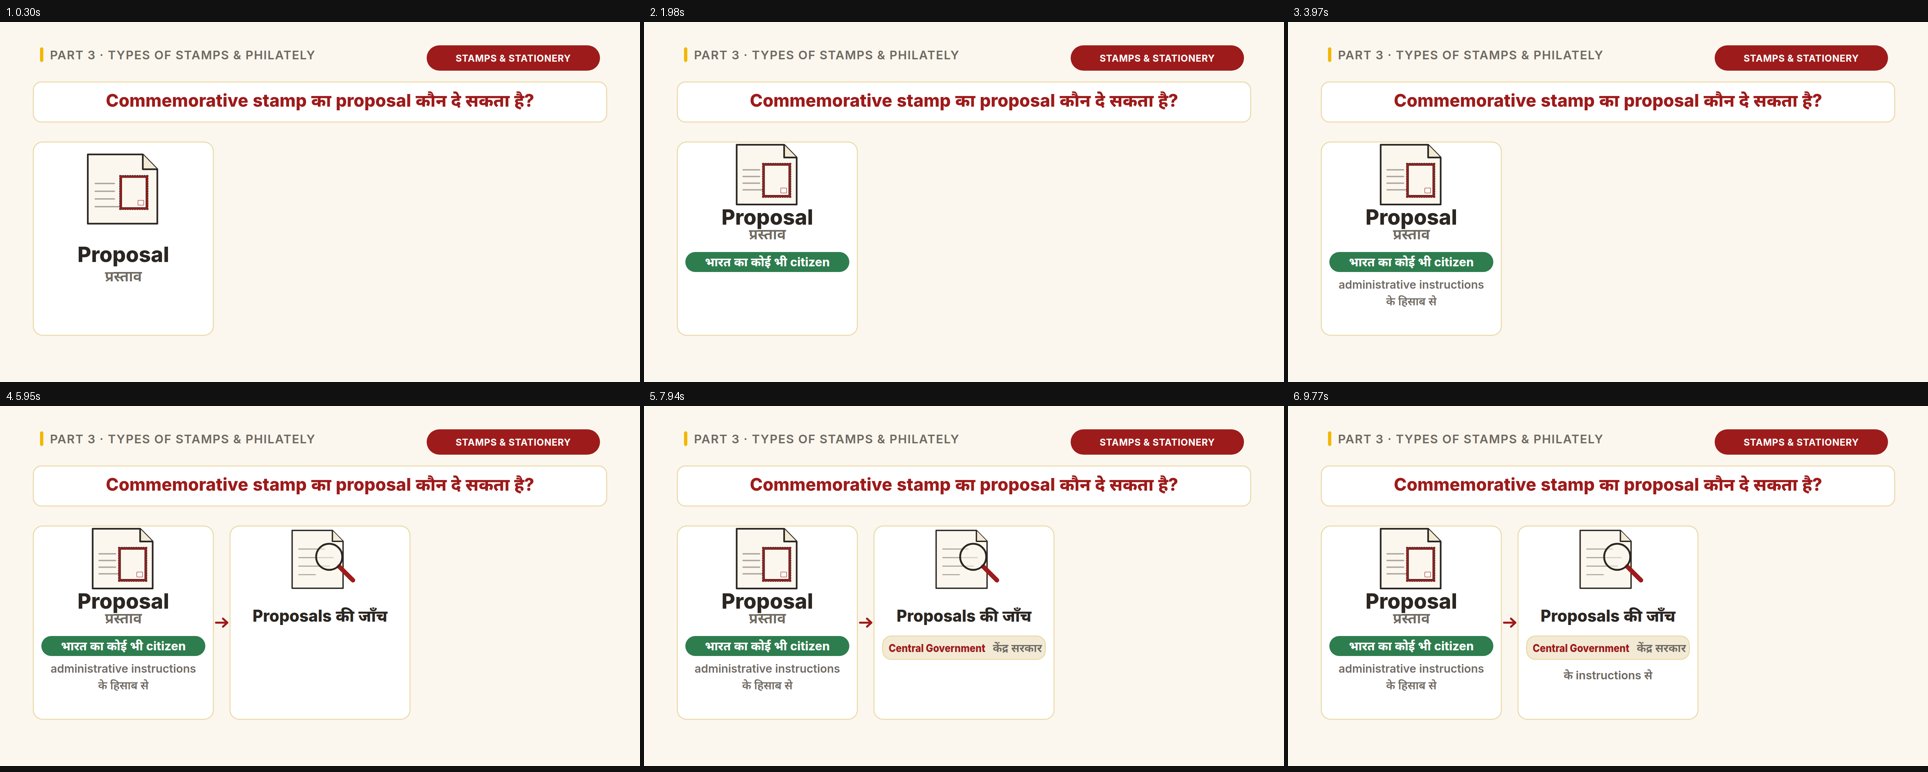 1. 0.30s
PART 3 · TYPES OF STAMPS & PHILATELY
STAMPS & STATIONERY
Commemorative stamp का proposal कौन दे सकता है?
Proposal
प्रस्ताव
2. 1.98s
PART 3 · TYPES OF STAMPS & PHILATELY
STAMPS & STATIONERY
Commemorative stamp का proposal कौन दे सकता है?
Proposal
प्रस्ताव
भारत का कोई भी citizen
3. 3.97s
PART 3 · TYPES OF STAMPS & PHILATELY
STAMPS & STATIONERY
Commemorative stamp का proposal कौन दे सकता है?
Proposal
प्रस्ताव
भारत का कोई भी citizen
administrative instructions
के हिसाब से
4. 5.95s
PART 3 · TYPES OF STAMPS & PHILATELY
STAMPS & STATIONERY
Commemorative stamp का proposal कौन दे सकता है?
Proposal
प्रस्ताव
भारत का कोई भी citizen
administrative instructions
के हिसाब से
Proposals की जाँच
5. 7.94s
PART 3 · TYPES OF STAMPS & PHILATELY
STAMPS & STATIONERY
Commemorative stamp का proposal कौन दे सकता है?
Proposal
प्रस्ताव
भारत का कोई भी citizen
administrative instructions
के हिसाब से
Proposals की जाँच
Central Government केंद्र सरकार
6. 9.77s
PART 3 · TYPES OF STAMPS & PHILATELY
STAMPS & STATIONERY
Commemorative stamp का proposal कौन दे सकता है?
Proposal
प्रस्ताव
भारत का कोई भी citizen
administrative instructions
के हिसाब से
Proposals की जाँच
Central Government केंद्र सरकार
के instructions से